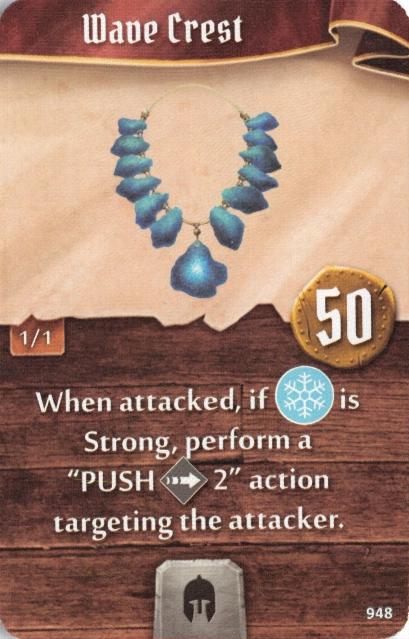 Wave Crest
50
1/1
When attacked, if is
Strong, perform a
“PUSH 2” action
targeting the attacker.
948